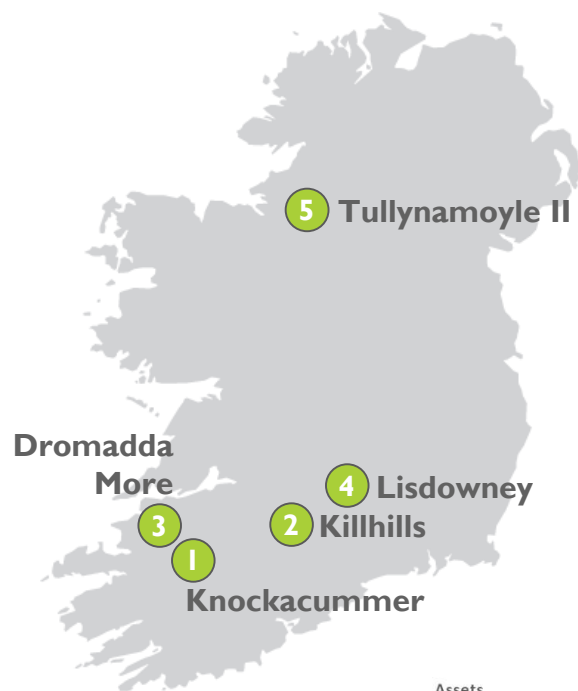 5 Tullynamoyle II
Dromadda
More
4 Lisdowney
3
2 Killhills
1
Knockacummer
Assets